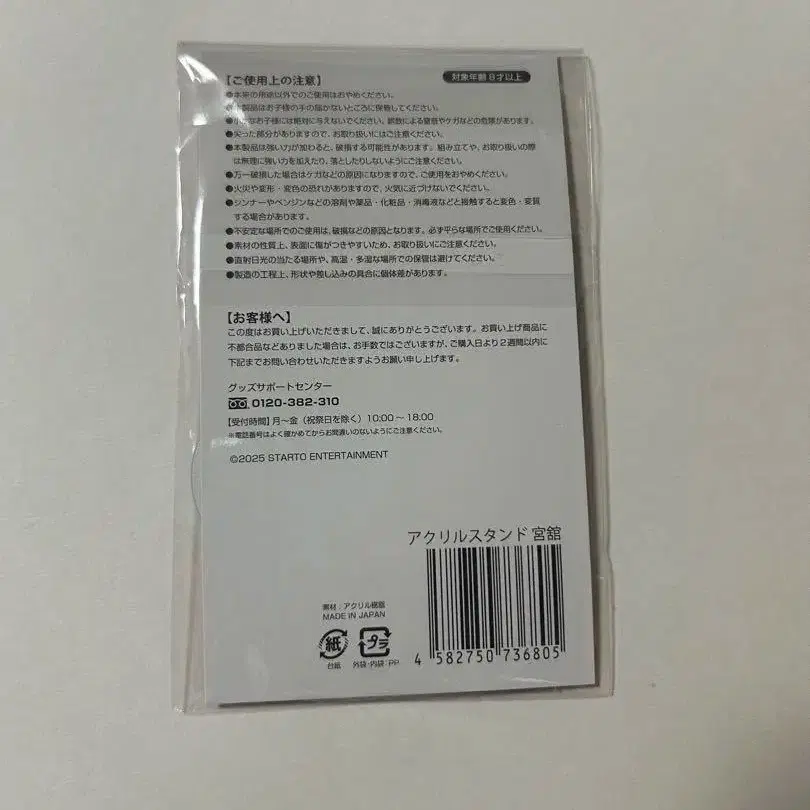 【ご使用上の注意】
対象年齢 8才以上
●本来の用途以外でのご使用はおやめください。
●本製品はお子様の手の届かないところに保管してください。
●小さなお子様には絶対に与えないでください。誤飲による窒息やケガなどの危険があります。
●尖った部分がありますので、お取り扱いにはご注意ください。
●本製品は強い力が加わると、破損する可能性があります。組み立てや、お取り扱いの際
は無理に強い力を加えたり、落としたりしないようにご注意ください。
●万一破損した場合はケガなどの原因になりますので、ご使用をおやめください。
●火災や変形・変色の恐れがありますので、火気に近づけないでください。
●シンナーやベンジンなどの溶剤や薬品・化粧品・消毒液などと接触すると変色・変質
する場合があります。
●不安定な場所でのご使用は、破損などの原因となります。必ず平らな場所でご使用ください。
●素材の性質上、表面に傷がつきやすいため、お取り扱いにご注意ください。
●直射日光の当たる場所や、高温・多湿な場所での保管は避けてください。
●製造の工程上、形状や差し込みの具合に個体差があります。
【お客様へ】
この度はお買い上げいただきまして、誠にありがとうございます。お買い上げ商品に
不都合品などありました場合は、お手数ではございますが、ご購入日より2週間以内に
下記までお問い合わせいただきますようお願い申し上げます。
グッズサポートセンター
0120-382-310
【受付時間】月～金(祝祭日を除く)10:00～18:00
※電話番号はよく確かめてからお間違いのないようにご注意ください。
©2025 STARTO ENTERTAINMENT
アクリルスタンド 宮舘
素材:アクリル樹脂
MADE IN JAPAN
紙
プラ
台紙
外袋・内袋:PP
4 582750 736805